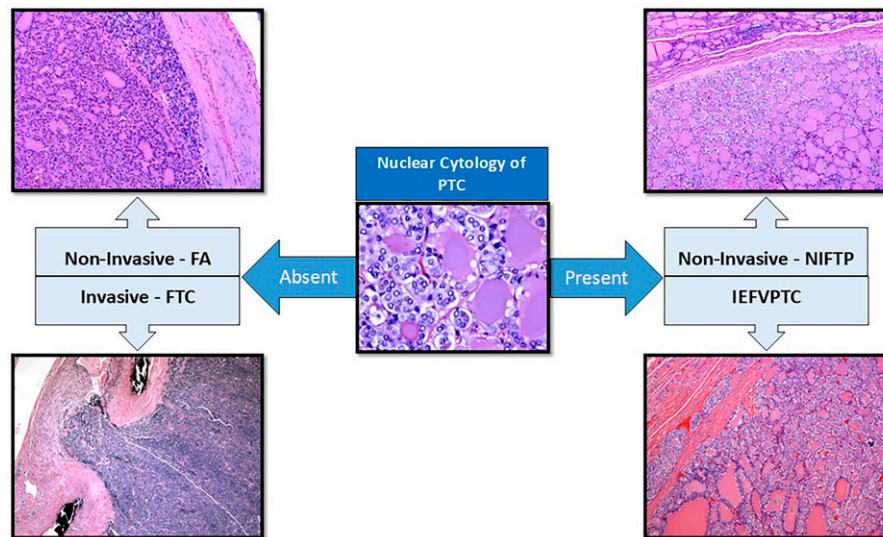 Nuclear Cytology of
PTC
Non-Invasive - FA
Invasive - FTC
Absent
Present
Non-Invasive - NIFTP
IEFVPTC